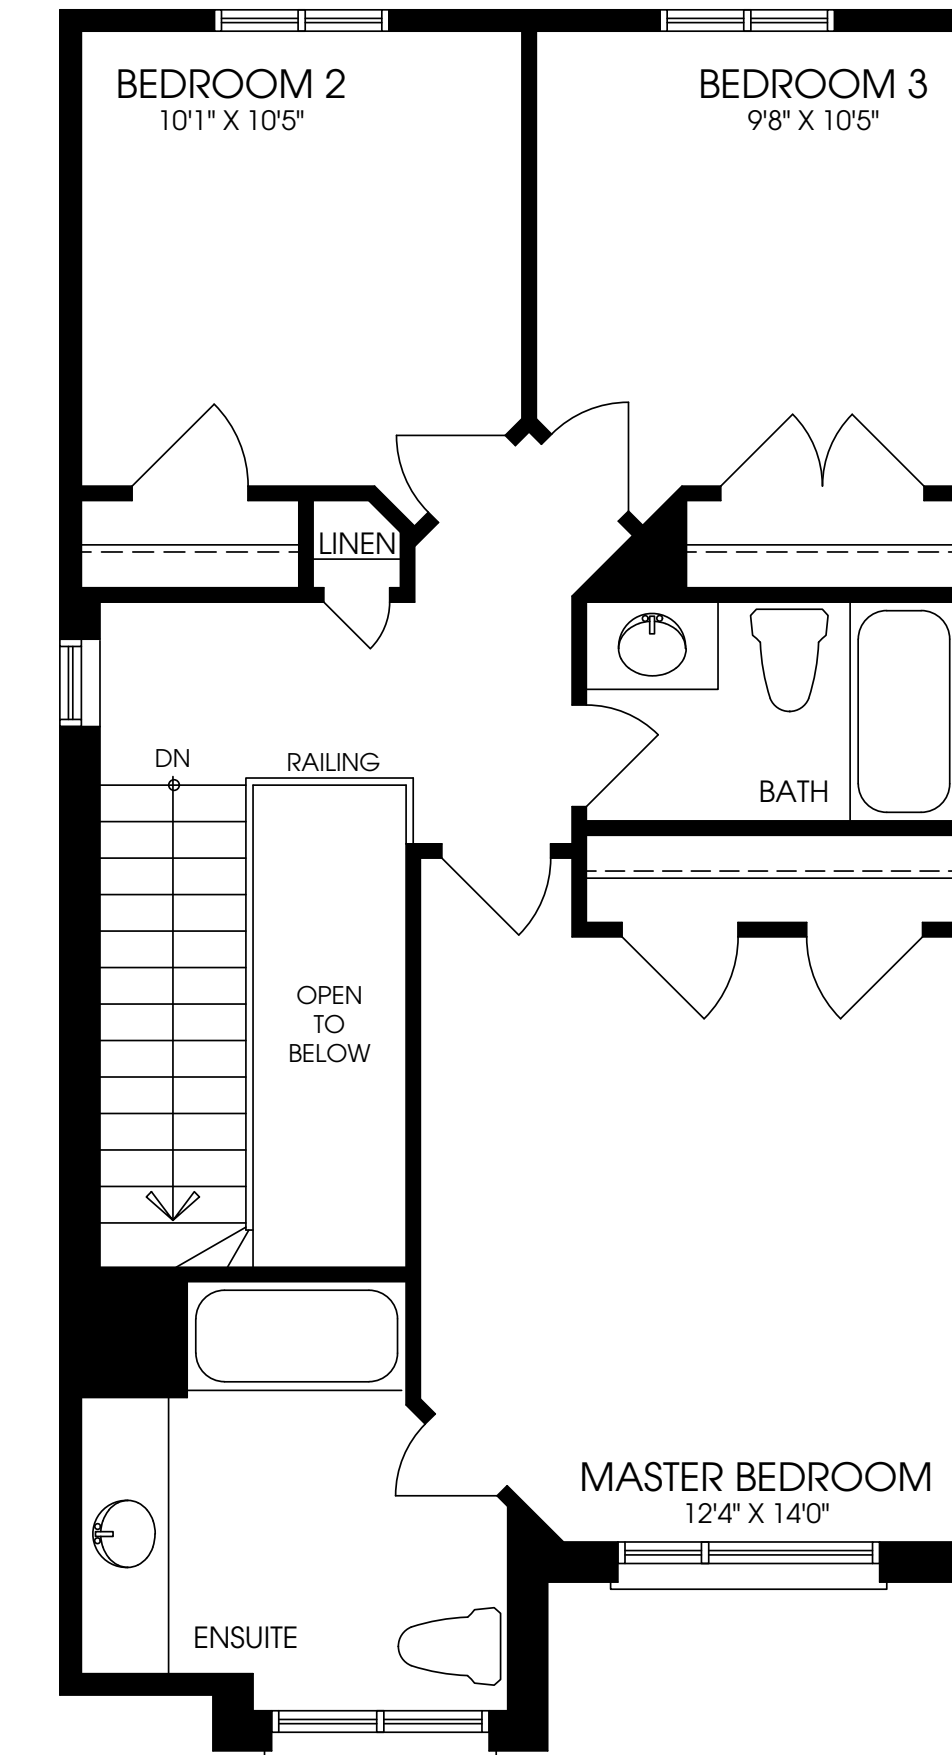 BEDROOM 2
10'1" X 10'5"
BEDROOM 3
9'8" X 10'5"
LINEN
DN
RAILING
BATH
OPEN
TO
BELOW
MASTER BEDROOM
12'4" X 14'0"
ENSUITE